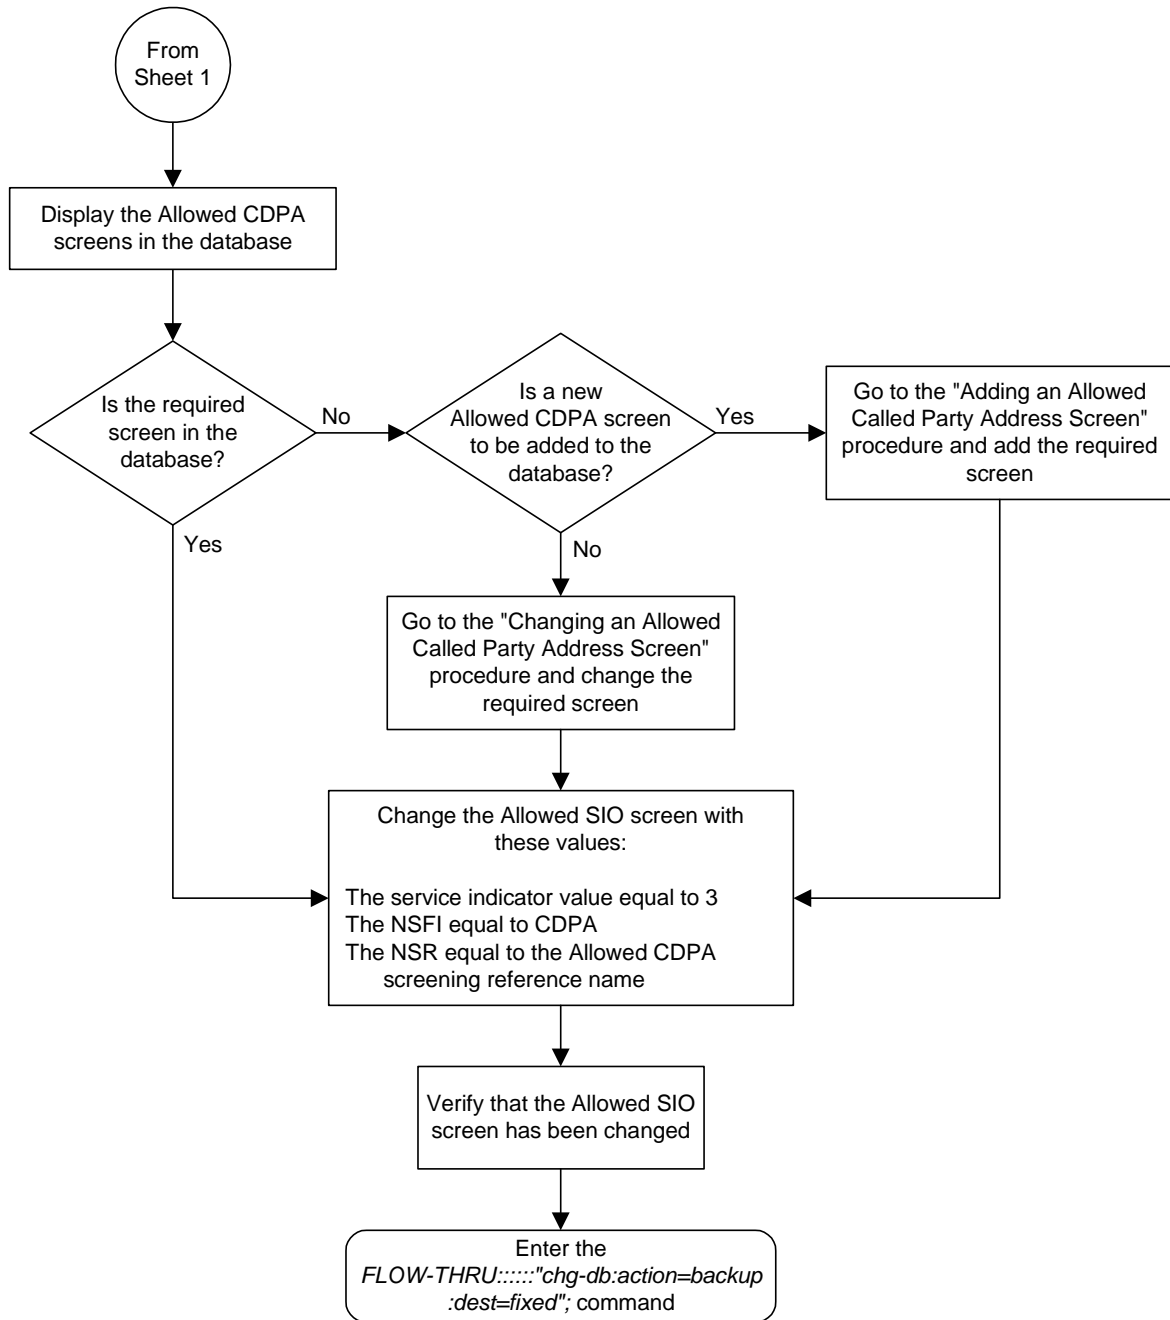 From
Sheet 1
Display the Allowed CDPA
screens in the database
Is the required
screen in the
database?
No
Yes
Is a new
Allowed CDPA screen
to be added to the
database?
Yes
No
Go to the "Adding an Allowed
Called Party Address Screen"
procedure and add the required
screen
Go to the "Changing an Allowed
Called Party Address Screen"
procedure and change the
required screen
Change the Allowed SIO screen with
these values:
The service indicator value equal to 3
The NSFI equal to CDPA
The NSR equal to the Allowed CDPA
screening reference name
Verify that the Allowed SIO
screen has been changed
Enter the
FLOW-THRU::::::"chg-db:action=backup
:dest=fixed"; command